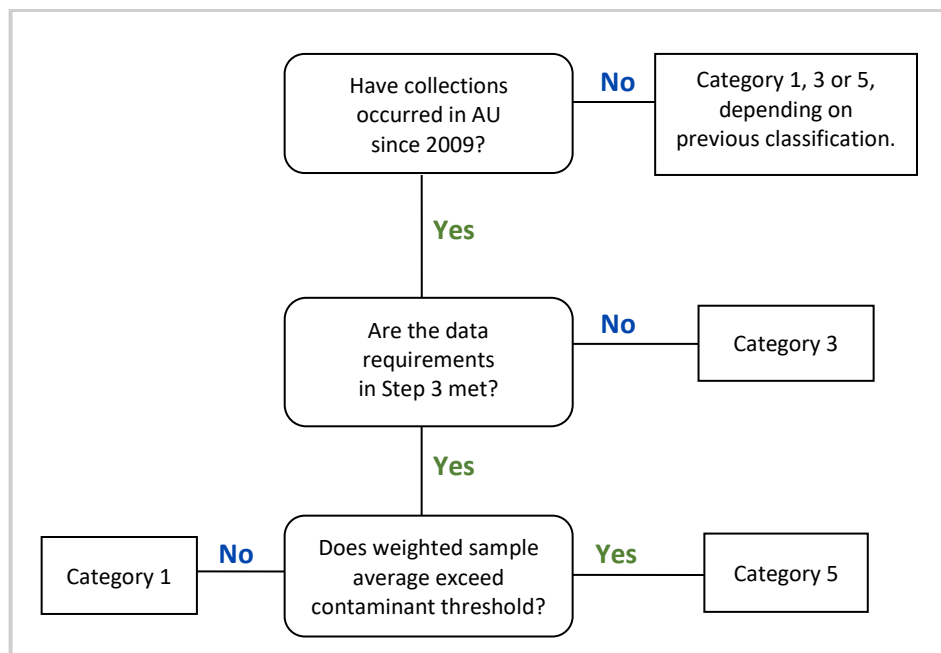 Have collections
occurred in AU
since 2009?
No
Category 1, 3 or 5,
depending on
previous classification.
Yes
Are the data
requirements
in Step 3 met?
No
Category 3
Yes
Category 1
No
Does weighted sample
average exceed
contaminant threshold?
Yes
Category 5